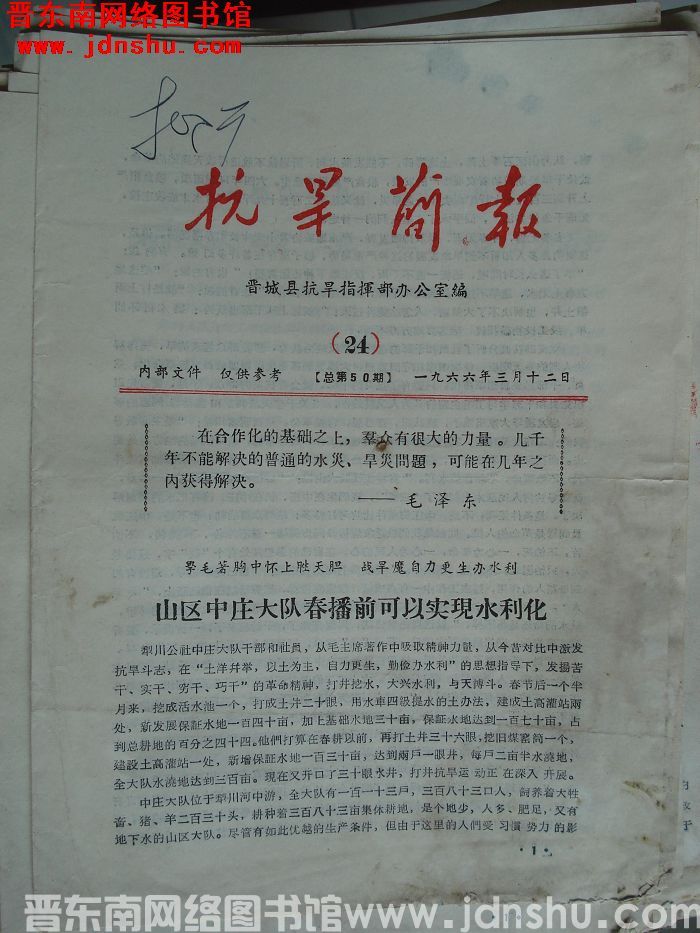 晋东南网络图书馆
www.jdnshu.com
抗旱简报
晋城县抗旱指揮部办公室編
(24)
内部文件 仅供参考 【总第50期】 一九六六年三月十二日
在合作化的基础之上，羣众有很大的力量。几千
年不能解决的普通的水災、旱災問題，可能在几年之
內获得解决。
——毛泽东
學毛著胸中怀上胜天胆 战旱魔自力更生办水利
山区中庄大队春播前可以实現水利化
犁川公社中庄大队干部和社員，从毛主席著作中吸取精神力量，从今昔对比中激发
抗旱斗志，在“土洋幷举，以土为主，自力更生，勤俭办水利”的思想指导下，发揚苦
干、实干、穷干、巧干”的革命精神，打井挖水，大兴水利，与天博斗。春节后一个半
月来，挖成活水池一个，打成土井二十眼，用水車四級提水的土办法，建成土高灌站两
处，新发展保証水地一百四十亩，加上基础水地三十亩，保証水地达到一百七十亩，占
到总耕地的百分之四十四。他們打算在春耕以前，再打土井三十六眼，挖旧煤窰筒一个，
建設土高灌站一处，新增保証水地一百三十亩，达到兩戶一眼井，每戶二亩半水澆地，
全大队水澆地达到三百亩。现在又开口了三十眼水井，打井抗旱运动正在深入开展。
中庄大队位于犁川河中游，全大队有一百一十三戶，三百八十三口人，飼养着大牲
畜、猪、羊二百三十头，耕种着三百八十三亩集体耕地，是个地少，人多、肥足，又有
地下水的山区大队。尽管有如此优越的生产条件，但由于这里的人們受习慣势力的影
·1·
晋东南网络图书馆 www.jdnshu.com